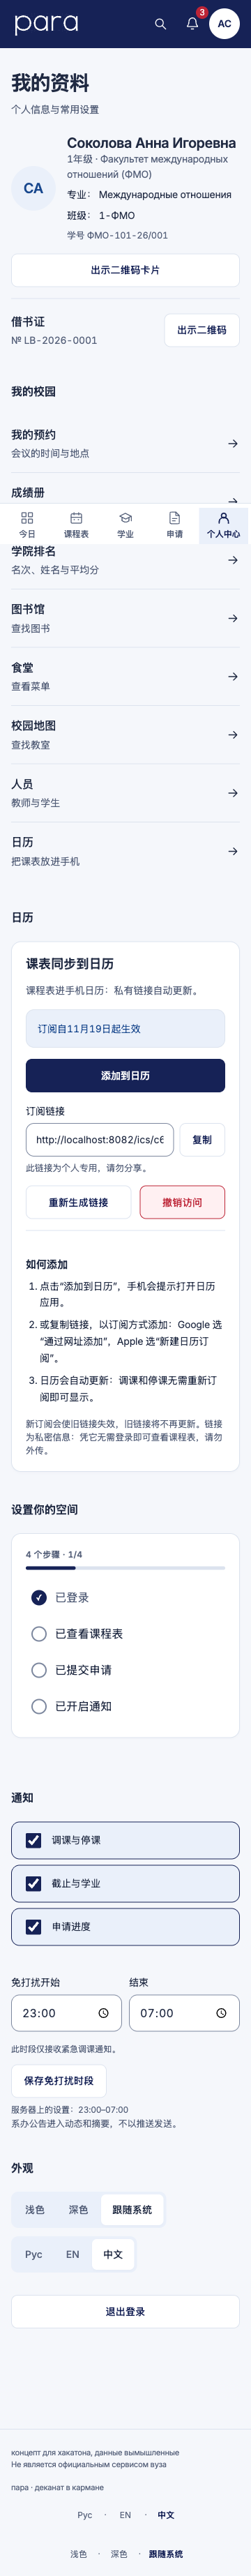 para
3
AC
我的资料
个人信息与常用设置
CA
Соколова Анна Игоревна
1年级 · Факультет международных
отношений (ФМО)
专业： Международные отношения
班级： 1-ФМО
学号 ФМО-101-26/001
出示二维码卡片
借书证
№ LB-2026-0001
出示二维码
我的校园
我的预约
会议的时间与地点
→
成绩册
今日
课程表
学业
申请
个人中心
学院排名
名次、姓名与平均分
→
图书馆
查找图书
→
食堂
查看菜单
→
校园地图
查找教室
→
人员
教师与学生
→
日历
把课表放进手机
→
日历
课表同步到日历
课程表进手机日历：私有链接自动更新。
订阅自11月19日起生效
添加到日历
订阅链接
http://localhost:8082/ics/c6
复制
此链接为个人专用，请勿分享。
重新生成链接
撤销访问
如何添加
1. 点击“添加到日历”，手机会提示打开日历
应用。
2. 或复制链接，以订阅方式添加：Google 选
“通过网址添加”，Apple 选“新建日历订
阅”。
3. 日历会自动更新：调课和停课无需重新订
阅即可显示。
新订阅会使旧链接失效，旧链接将不再更新。链接
为私密信息：凭它无需登录即可查看课程表，请勿
外传。
设置你的空间
4 个步骤 · 1/4
已登录
已查看课程表
已提交申请
已开启通知
通知
调课与停课
截止与学业
申请进度
免打扰开始
结束
23:00
07:00
此时段仅接收紧急调课通知。
保存免打扰时段
服务器上的设置：23:00–07:00
系办公告进入动态和摘要，不以推送发送。
外观
浅色
深色
跟随系统
Рус
EN
中文
退出登录
концепт для хакатона, данные вымышленные
Не является официальным сервисом вуза
пара · деканат в кармане
Рус · EN · 中文
浅色 · 深色 · 跟随系统